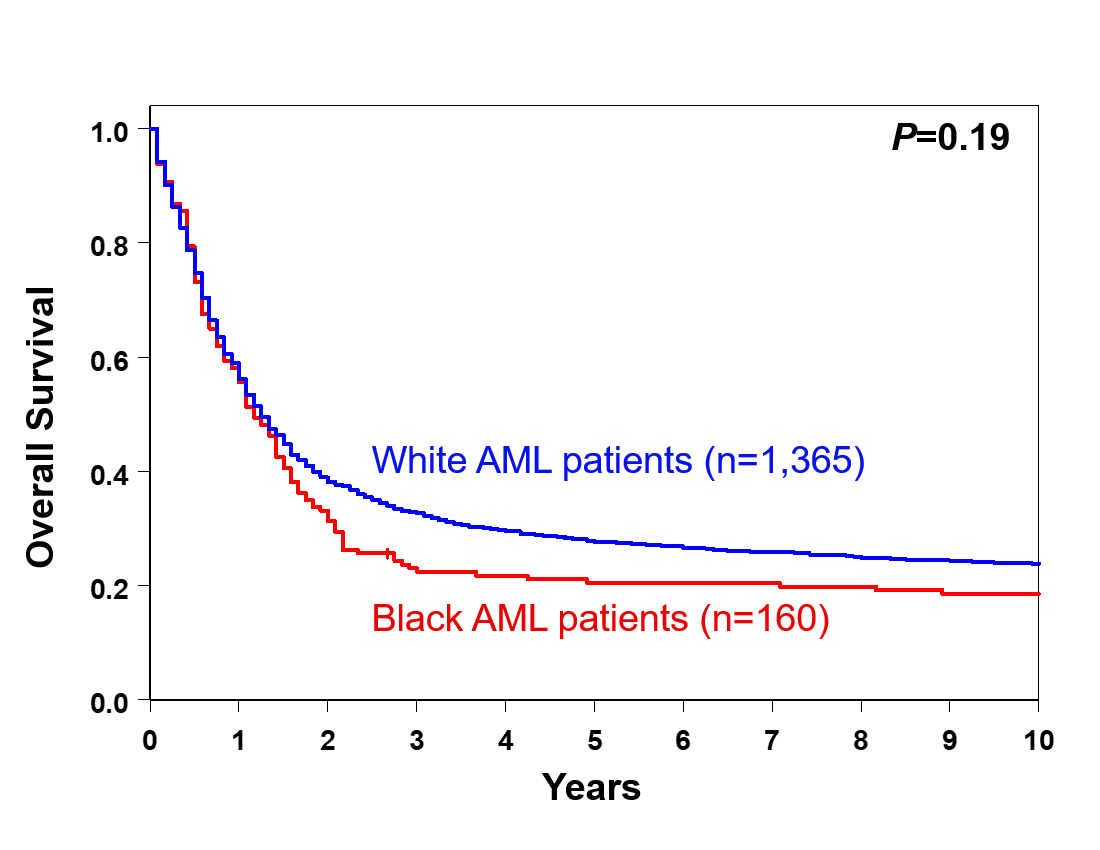 P=0.19
1.0
0.8
0.6
0.4
0.2
0.0
Overall Survival
White AML patients (n=1,365)
Black AML patients (n=160)
0 1 2 3 4 5 6 7 8 9 10
Years